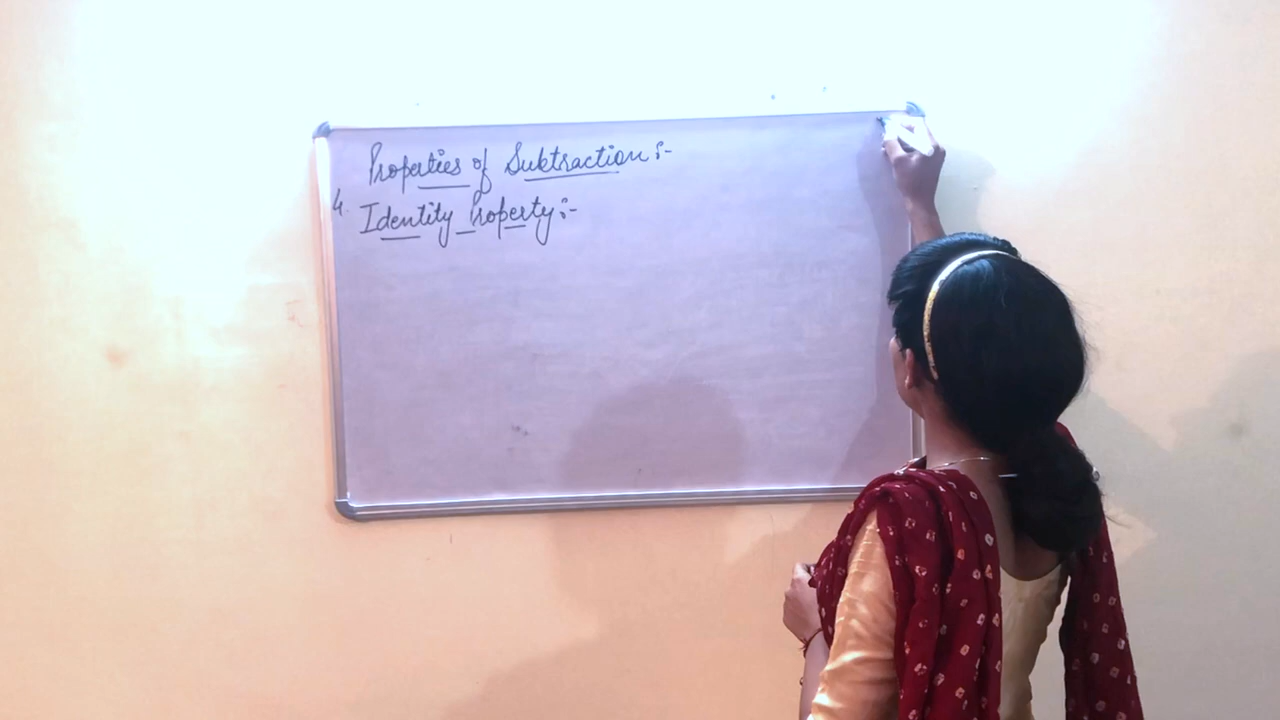 Properties of Subtraction :-
4. Identity Property :-